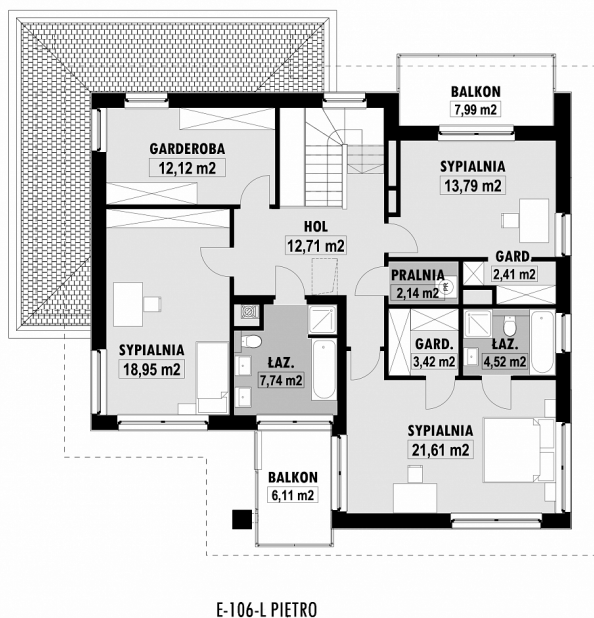 BALKON
7,99 m2
GARDEROBA
12,12 m2
SYPIALNIA
13,79 m2
HOL
12,71 m2
GARD.
2,41 m2
PRALNIA
2,14 m2
PR
SYPIALNIA
18,95 m2
ŁAZ.
7,74 m2
GARD.
3,42 m2
ŁAZ.
4,52 m2
SYPIALNIA
21,61 m2
BALKON
6,11 m2
E-106-L PIETRO